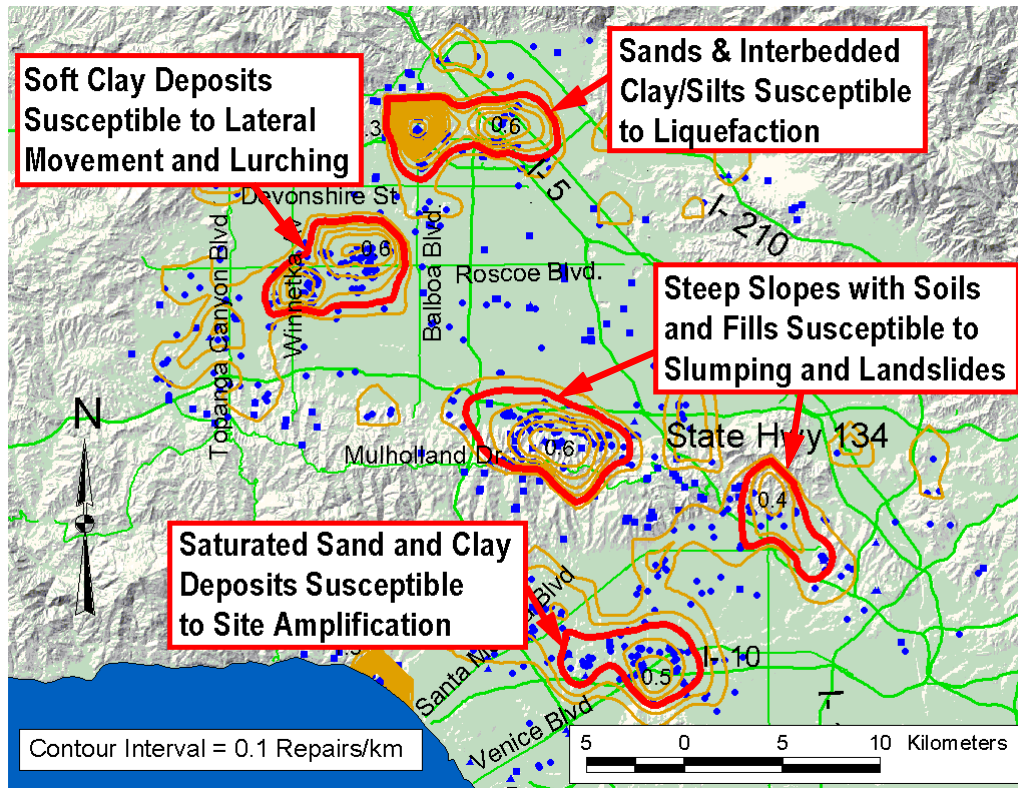 Soft Clay Deposits
Susceptible to Lateral
Movement and Lurching
Sands & Interbedded
Clay/Silts Susceptible
to Liquefaction
0.6
I-5
Devonshire St
I-210
0.6
Topanga Canyon Blvd
Winnetka Av
Balboa Blvd.
Roscoe Blvd.
Steep Slopes with Soils
and Fills Susceptible to
Slumping and Landslides
N
Mulholland Dr
0.6
State Hwy 134
0.4
Saturated Sand and Clay
Deposits Susceptible
to Site Amplification
Santa M Blvd
I-10
0.5
Venice Blvd
Contour Interval = 0.1 Repairs/km
5 0 5 10 Kilometers